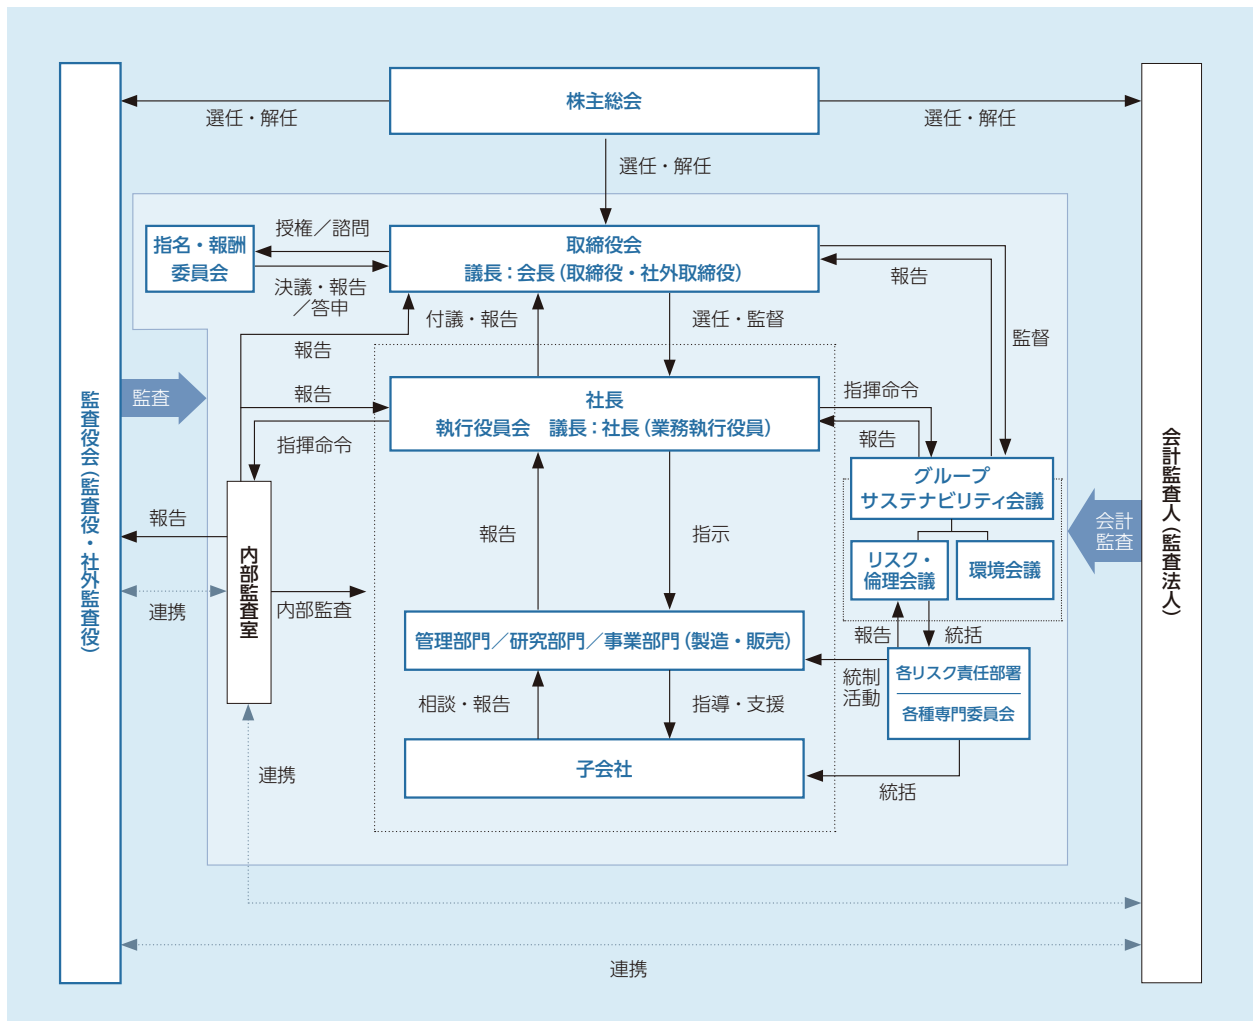 株主総会
選任・解任
選任・解任
選任・解任
指名・報酬
委員会
授権／諮問
決議・報告
／答申
取締役会
議長：会長（取締役・社外取締役）
報告
監督
付議・報告
選任・監督
報告
監査
報告
指揮命令
社長
執行役員会　議長：社長（業務執行役員）
指揮命令
報告
監査役会（監査役・社外監査役）
会計監査人（監査法人）
グループ
サステナビリティ会議
会計
監査
報告
内部監査室
報告
指示
リスク・
倫理会議
環境会議
連携
内部監査
管理部門／研究部門／事業部門（製造・販売）
報告
統括
統制
活動
各リスク責任部署
各種専門委員会
相談・報告
指導・支援
子会社
連携
統括
連携